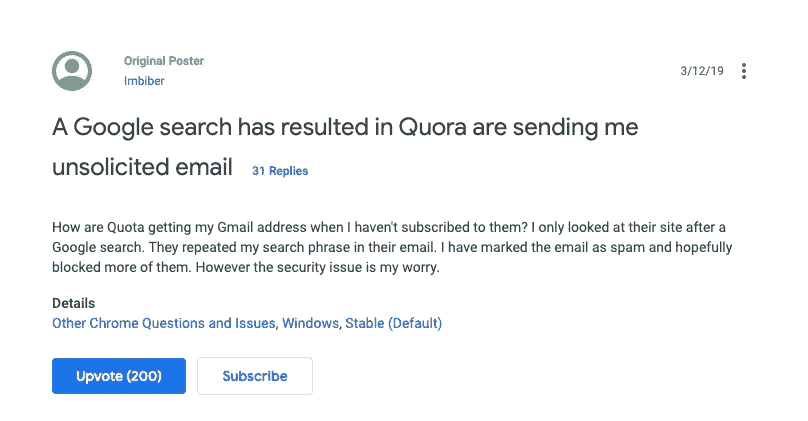 Original Poster
Imbiber
3/12/19
A Google search has resulted in Quora are sending me
unsolicited email 31 Replies
How are Quota getting my Gmail address when I haven't subscribed to them? I only looked at their site after a
Google search. They repeated my search phrase in their email. I have marked the email as spam and hopefully
blocked more of them. However the security issue is my worry.
Details
Other Chrome Questions and Issues, Windows, Stable (Default)
Upvote (200) Subscribe